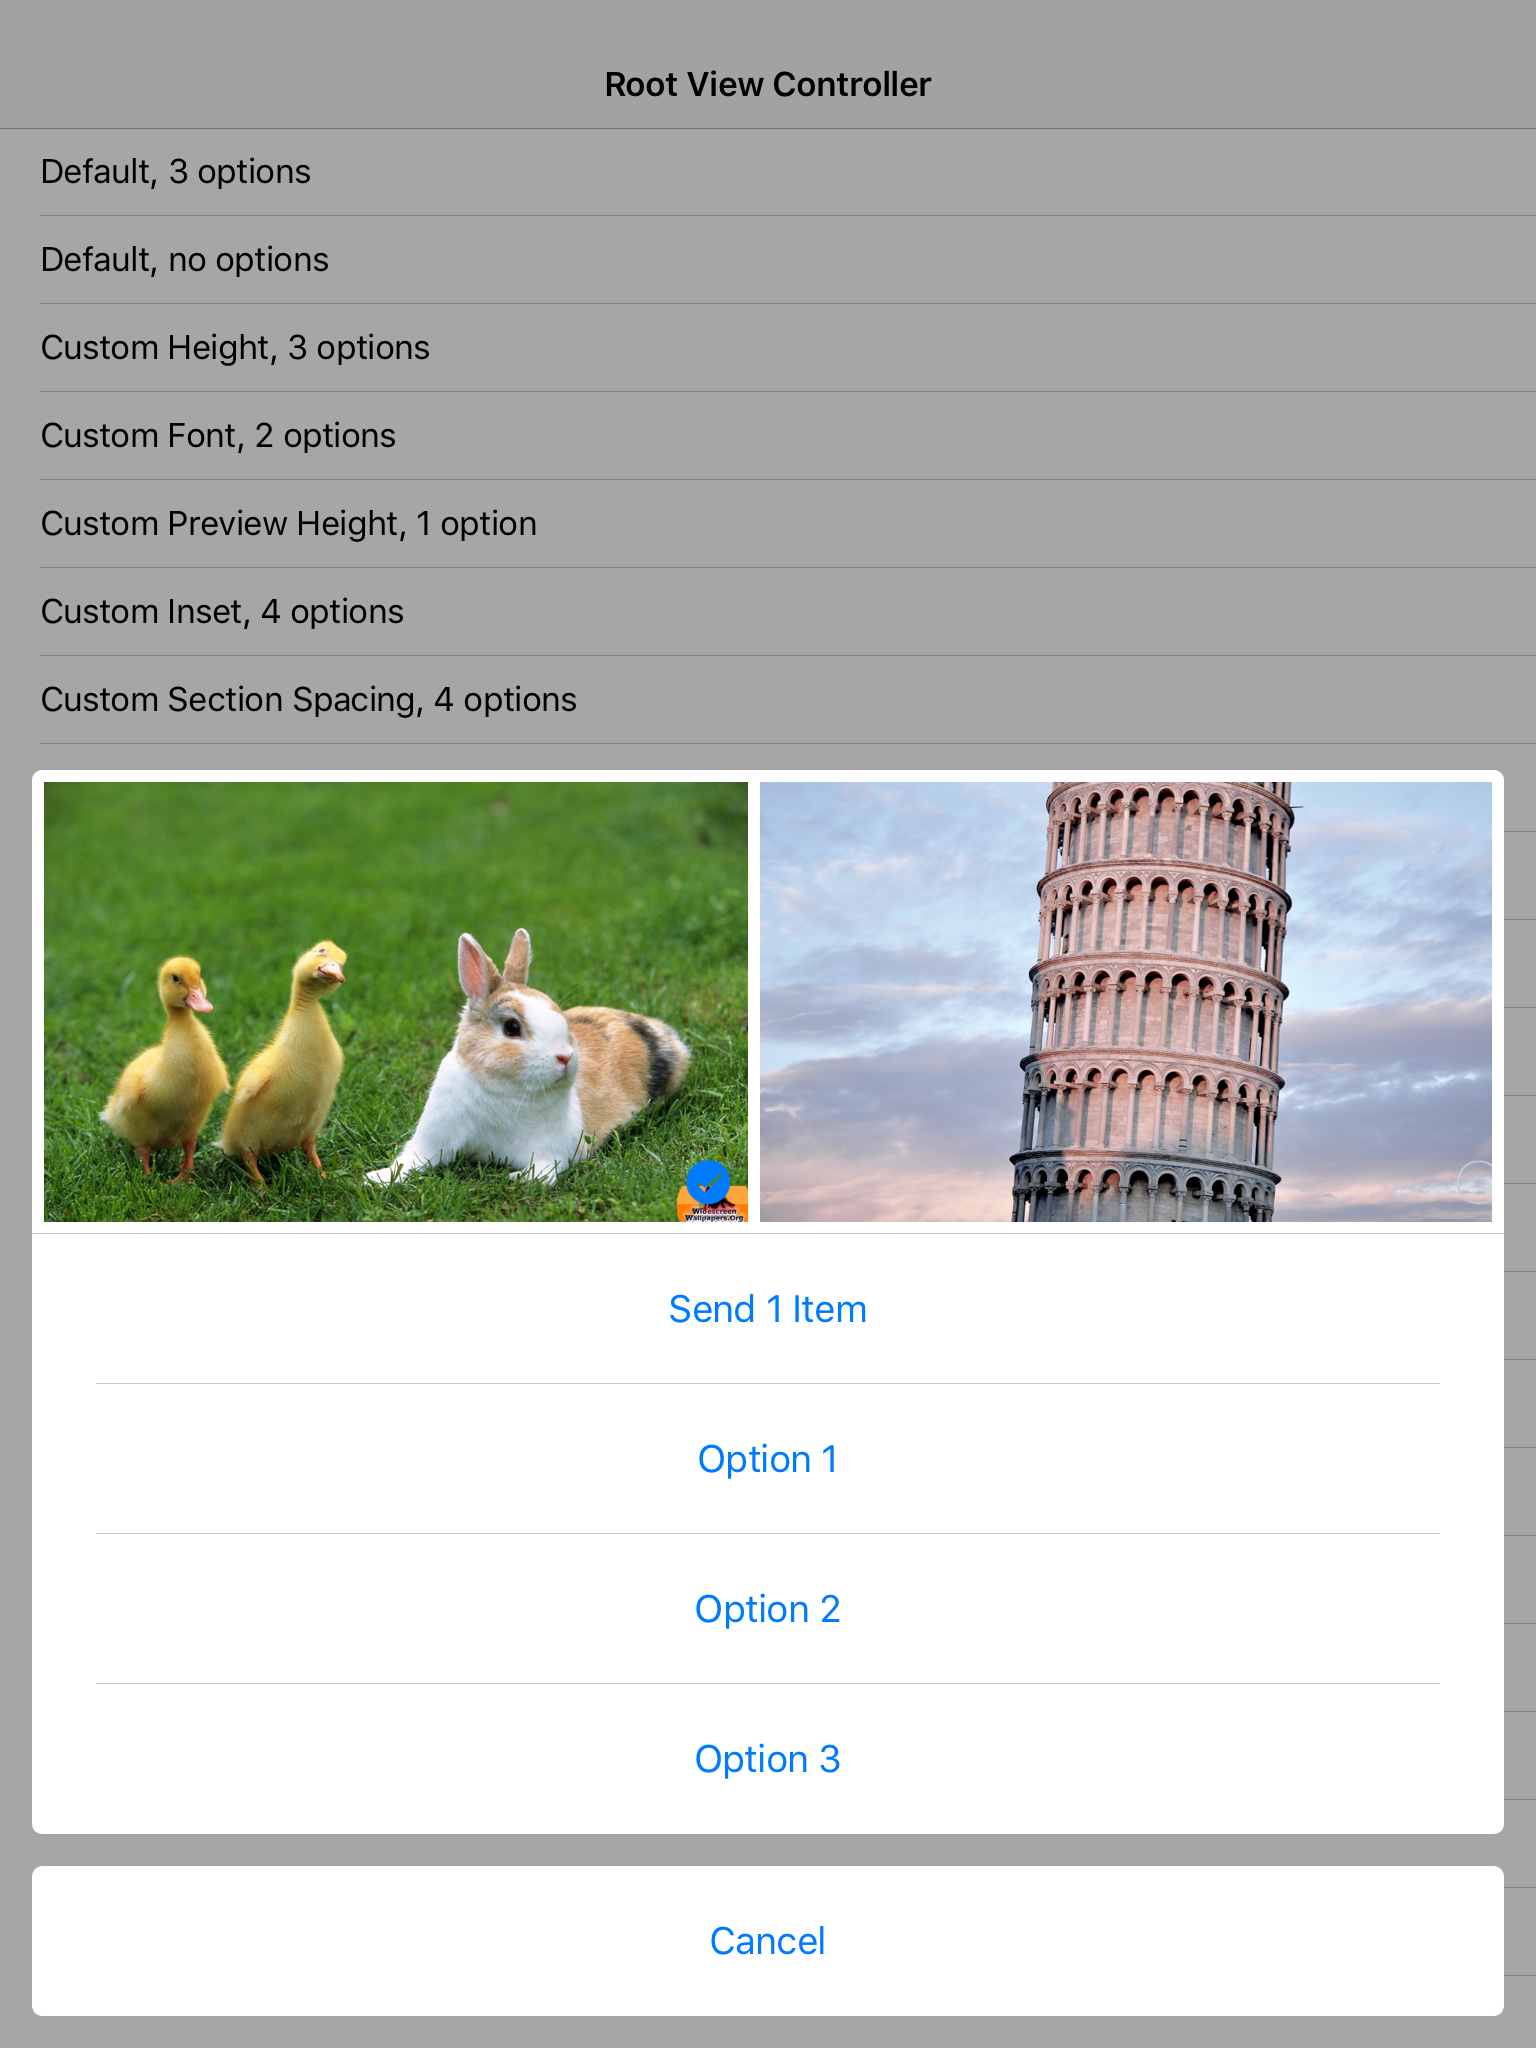 Root View Controller
Default, 3 options
Default, no options
Custom Height, 3 options
Custom Font, 2 options
Custom Preview Height, 1 option
Custom Inset, 4 options
Custom Section Spacing, 4 options
Widescreen
Wallpapers.Org
Send 1 Item
Option 1
Option 2
Option 3
Cancel